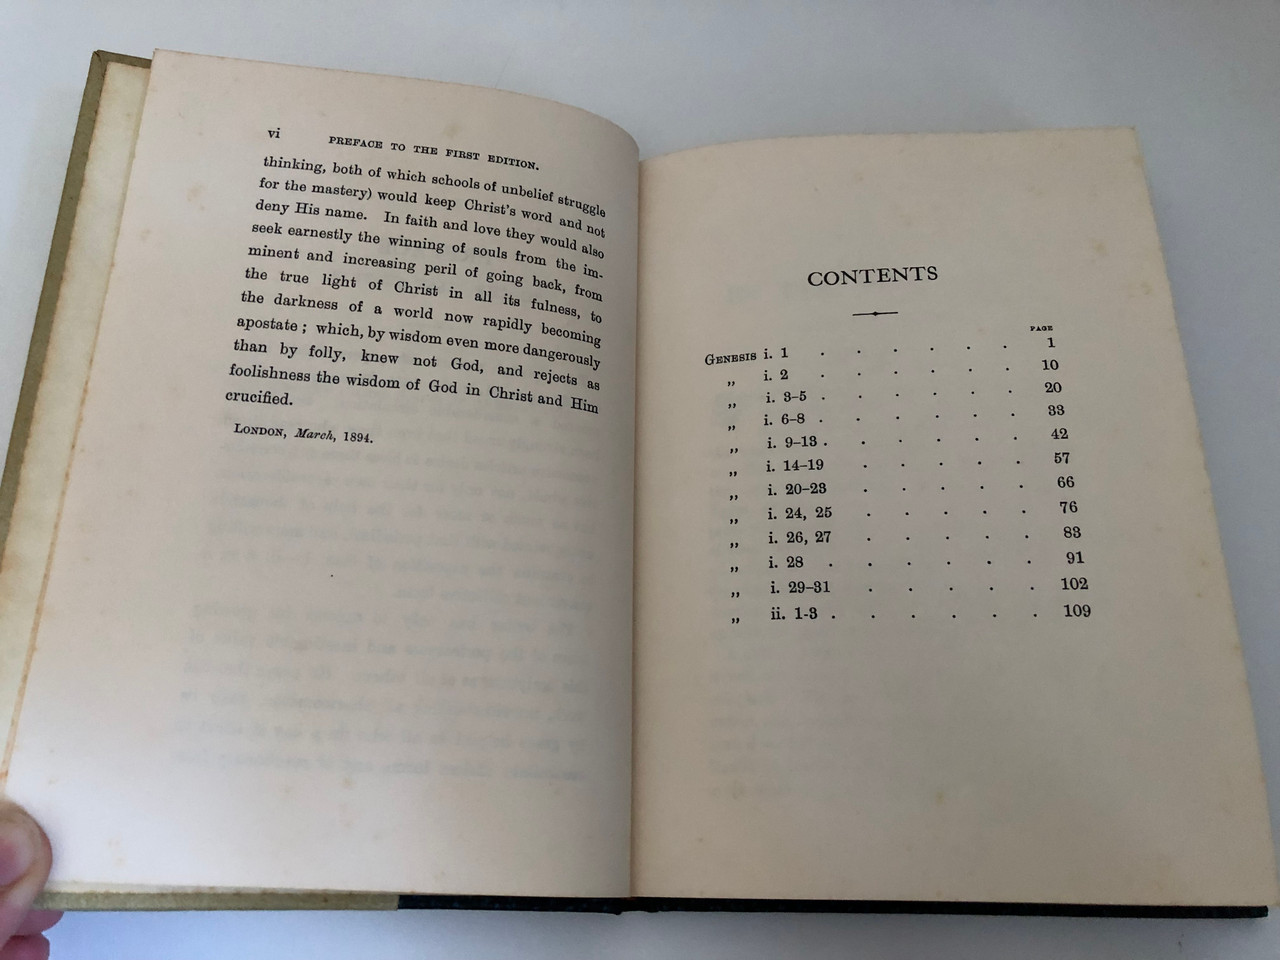 vi PREFACE TO THE FIRST EDITION.
thinking, both of which schools of unbelief struggle
for the mastery) would keep Christ's word and not
deny His name. In faith and love they would also
seek earnestly the winning of souls from the im-
minent and increasing peril of going back, from
the true light of Christ in all its fulness, to
the darkness of a world now rapidly becoming
apostate; which, by wisdom even more dangerously
than by folly, knew not God, and rejects as
foolishness the wisdom of God in Christ and Him
crucified.
LONDON, March, 1894.
CONTENTS
PAGE
GENESIS i. 1 . . . . . . 1
„ i. 2 . . . . . . 10
„ i. 3–5 . . . . . . 20
„ i. 6–8 . . . . . . 33
„ i. 9–13 . . . . . . 42
„ i. 14–19 . . . . . 57
„ i. 20–23 . . . . . 66
„ i. 24, 25 . . . . . 76
„ i. 26, 27 . . . . . 83
„ i. 28 . . . . . . 91
„ i. 29–31 . . . . . 102
„ ii. 1-3 . . . . . . 109